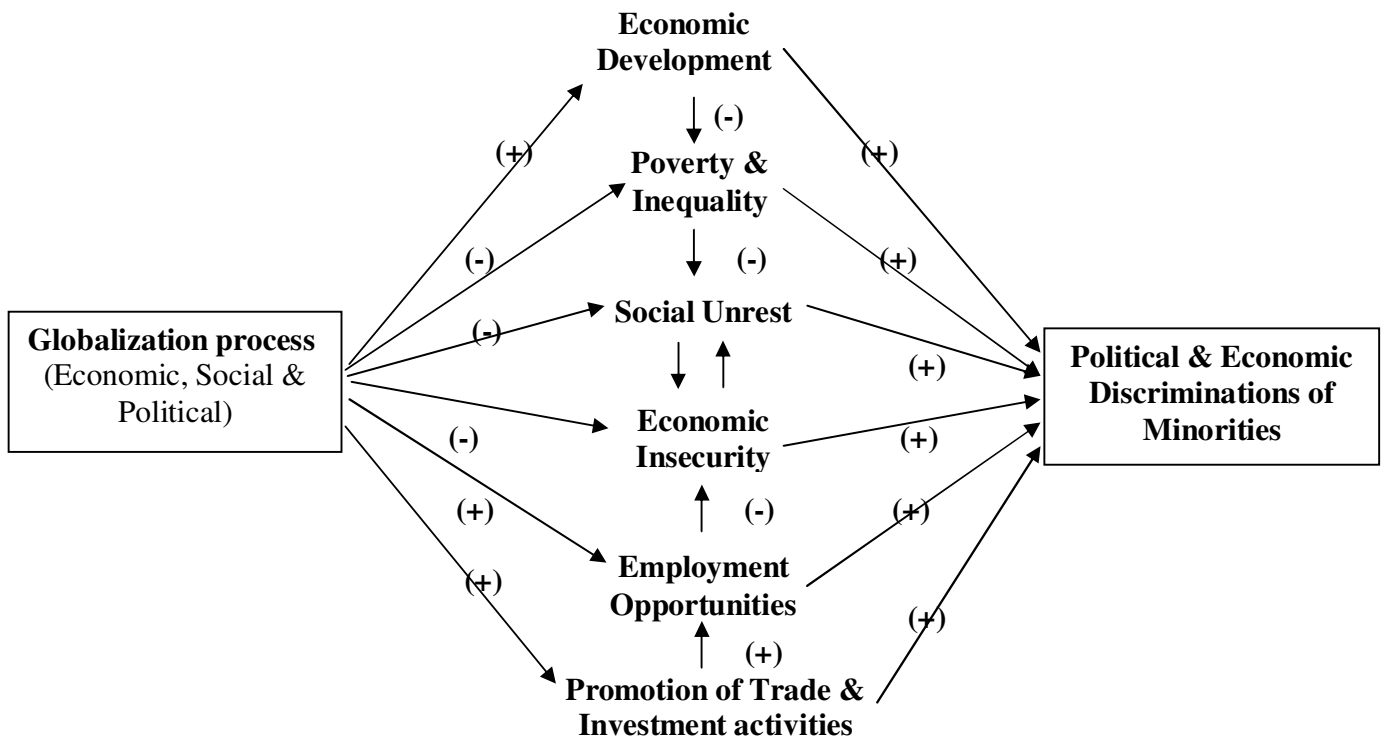 Economic
Development
(-)
(+)
(+)
Poverty &
Inequality
(-)
(-)
(+)
Social Unrest
(-)
(+)
Globalization process
(Economic, Social &
Political)
Political & Economic
Discriminations of
Minorities
Economic
Insecurity
(-)
(+)
(+)
(-)
(+)
Employment
Opportunities
(+)
(+)
(+)
Promotion of Trade &
Investment activities